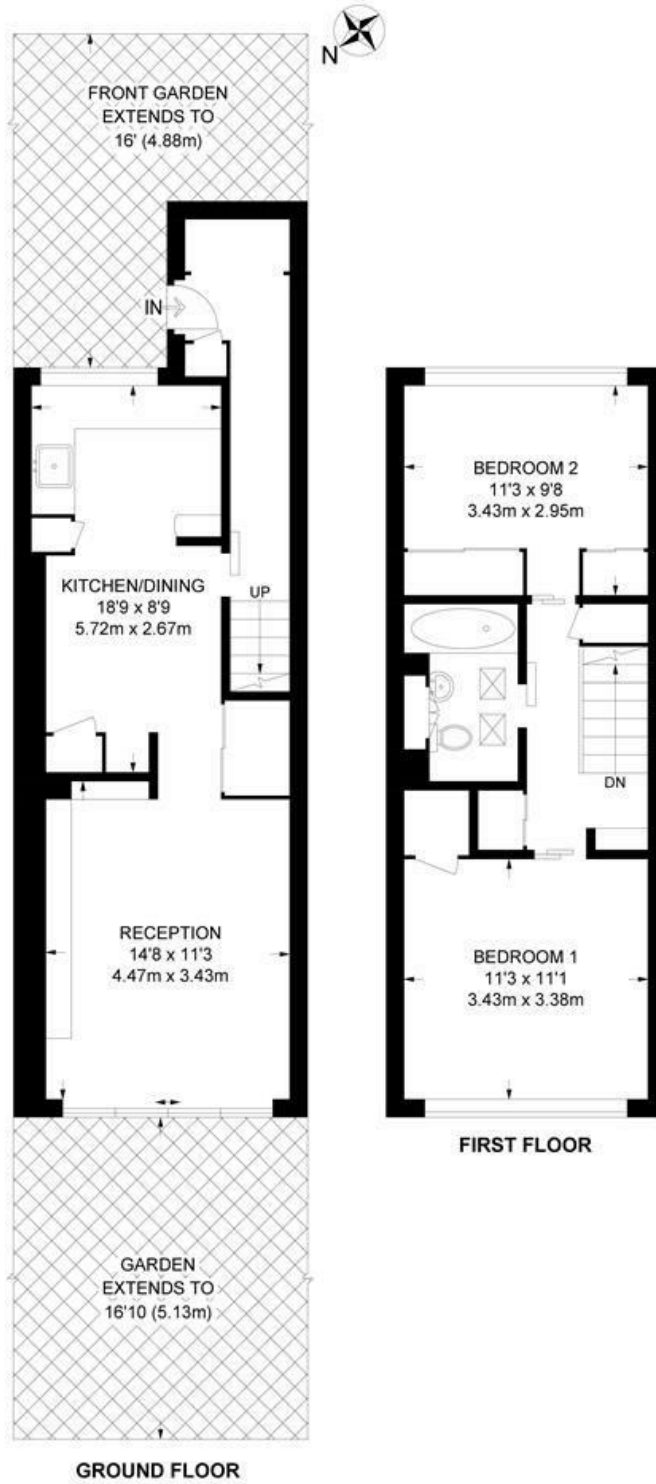 N
FRONT GARDEN
EXTENDS TO
16' (4.88m)
IN
KITCHEN/DINING
18'9 x 8'9
5.72m x 2.67m
UP
RECEPTION
14'8 x 11'3
4.47m x 3.43m
GARDEN
EXTENDS TO
16'10 (5.13m)
GROUND FLOOR
BEDROOM 2
11'3 x 9'8
3.43m x 2.95m
DN
BEDROOM 1
11'3 x 11'1
3.43m x 3.38m
FIRST FLOOR